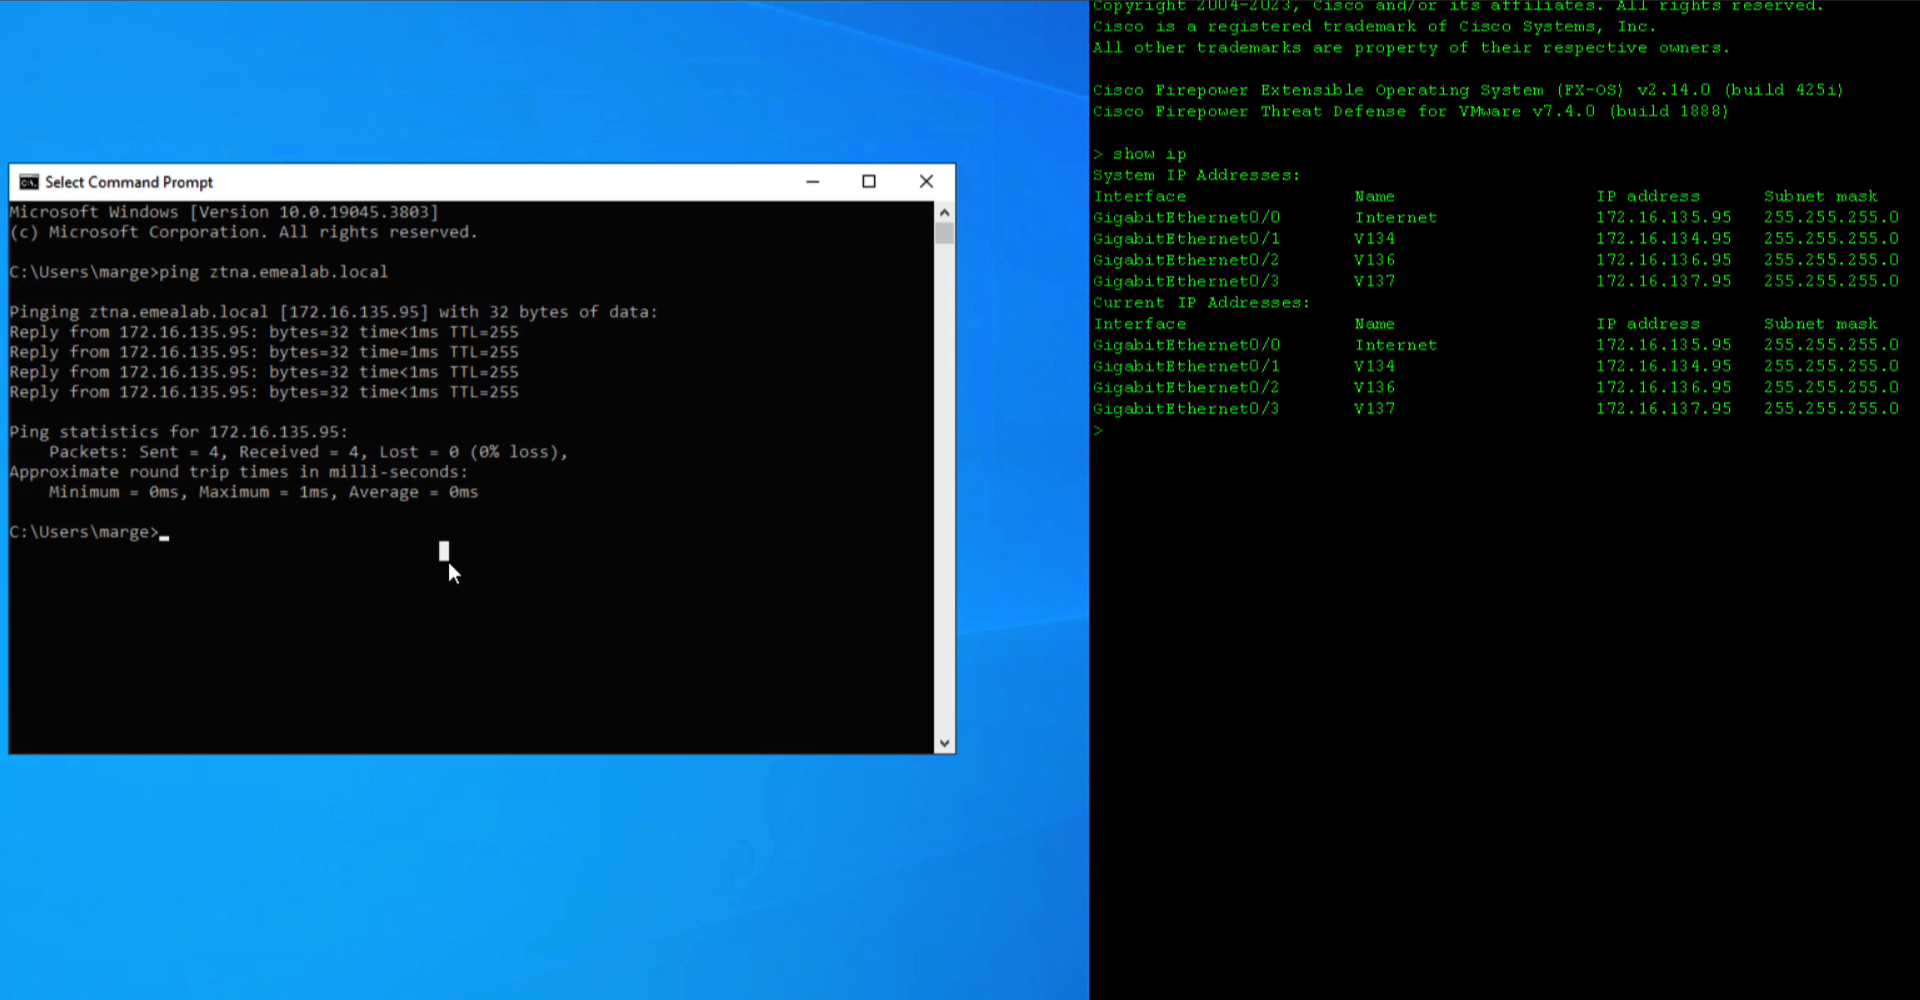 Select Command Prompt
Microsoft Windows [Version 10.0.19045.3803]
(c) Microsoft Corporation. All rights reserved.
C:\Users\marge>ping ztna.emealab.local
Pinging ztna.emealab.local [172.16.135.95] with 32 bytes of data:
Reply from 172.16.135.95: bytes=32 time<1ms TTL=255
Reply from 172.16.135.95: bytes=32 time=1ms TTL=255
Reply from 172.16.135.95: bytes=32 time<1ms TTL=255
Reply from 172.16.135.95: bytes=32 time<1ms TTL=255
Ping statistics for 172.16.135.95:
    Packets: Sent = 4, Received = 4, Lost = 0 (0% loss),
Approximate round trip times in milli-seconds:
    Minimum = 0ms, Maximum = 1ms, Average = 0ms
C:\Users\marge>
Copyright 2004-2023, Cisco and/or its affiliates. All rights reserved.
Cisco is a registered trademark of Cisco Systems, Inc.
All other trademarks are property of their respective owners.
Cisco Firepower Extensible Operating System (FX-OS) v2.14.0 (build 425i)
Cisco Firepower Threat Defense for VMware v7.4.0 (build 1888)
> show ip
System IP Addresses:
Interface Name IP address Subnet mask
GigabitEthernet0/0 Internet 172.16.135.95 255.255.255.0
GigabitEthernet0/1 V134 172.16.134.95 255.255.255.0
GigabitEthernet0/2 V136 172.16.136.95 255.255.255.0
GigabitEthernet0/3 V137 172.16.137.95 255.255.255.0
Current IP Addresses:
Interface Name IP address Subnet mask
GigabitEthernet0/0 Internet 172.16.135.95 255.255.255.0
GigabitEthernet0/1 V134 172.16.134.95 255.255.255.0
GigabitEthernet0/2 V136 172.16.136.95 255.255.255.0
GigabitEthernet0/3 V137 172.16.137.95 255.255.255.0
>